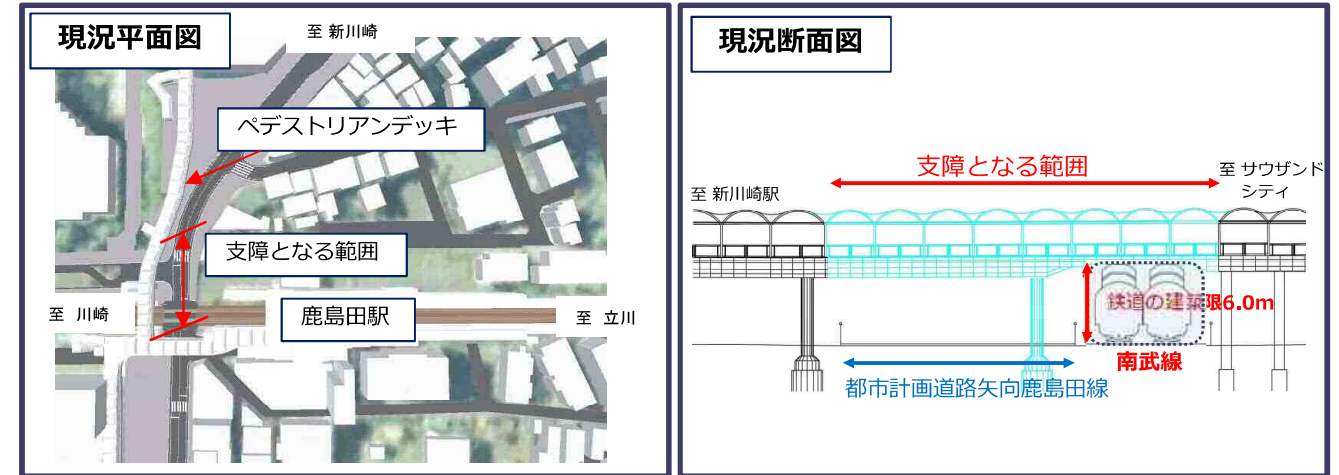 現況平面図
至 新川崎
ペデストリアンデッキ
支障となる範囲
至 川崎
鹿島田駅
至 立川
現況断面図
支障となる範囲
至 新川崎駅
至 サウザンド
シティ
鉄道の建築限6.0m
南武線
都市計画道路矢向鹿島田線